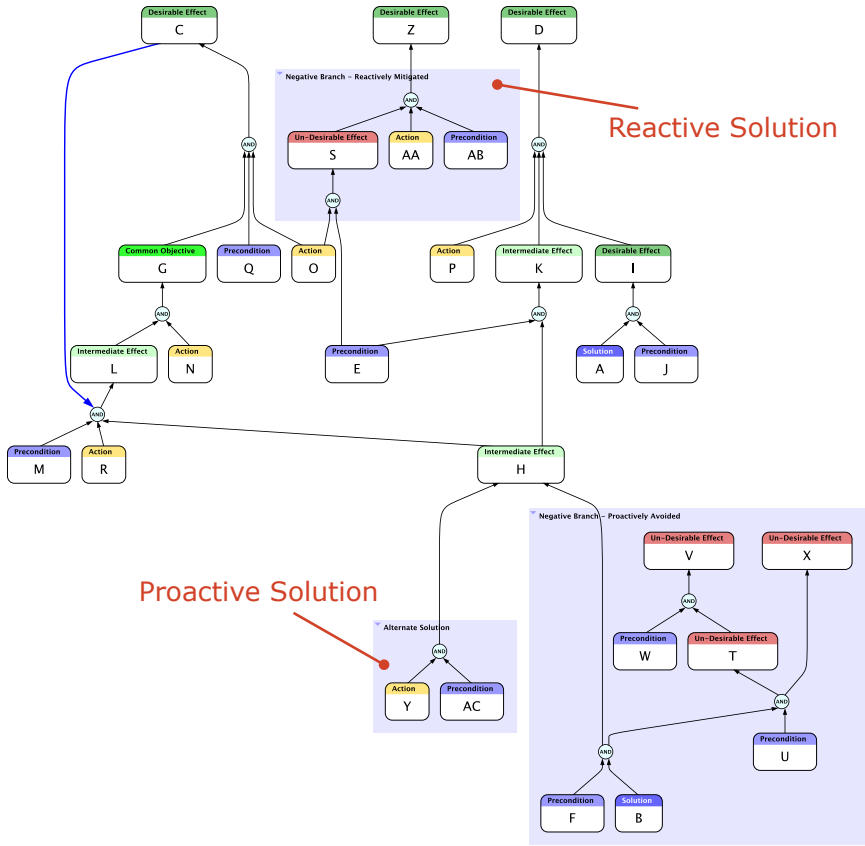 Desirable Effect
C
Desirable Effect
Z
Desirable Effect
D
Negative Branch - Reactively Mitigated
AND
Reactive Solution
AND
Un-Desirable Effect
S
Action
AA
Precondition
AB
AND
AND
Common Objective
G
Precondition
Q
Action
O
Action
P
Intermediate Effect
K
Desirable Effect
I
AND
AND
AND
Intermediate Effect
L
Action
N
Precondition
E
Solution
A
Precondition
J
AND
Precondition
M
Action
R
Intermediate Effect
H
Negative Branch - Proactively Avoided
Un-Desirable Effect
V
Un-Desirable Effect
X
Proactive Solution
AND
Alternate Solution
AND
Precondition
W
Un-Desirable Effect
T
Action
Y
Precondition
AC
AND
Precondition
U
AND
Precondition
F
Solution
B